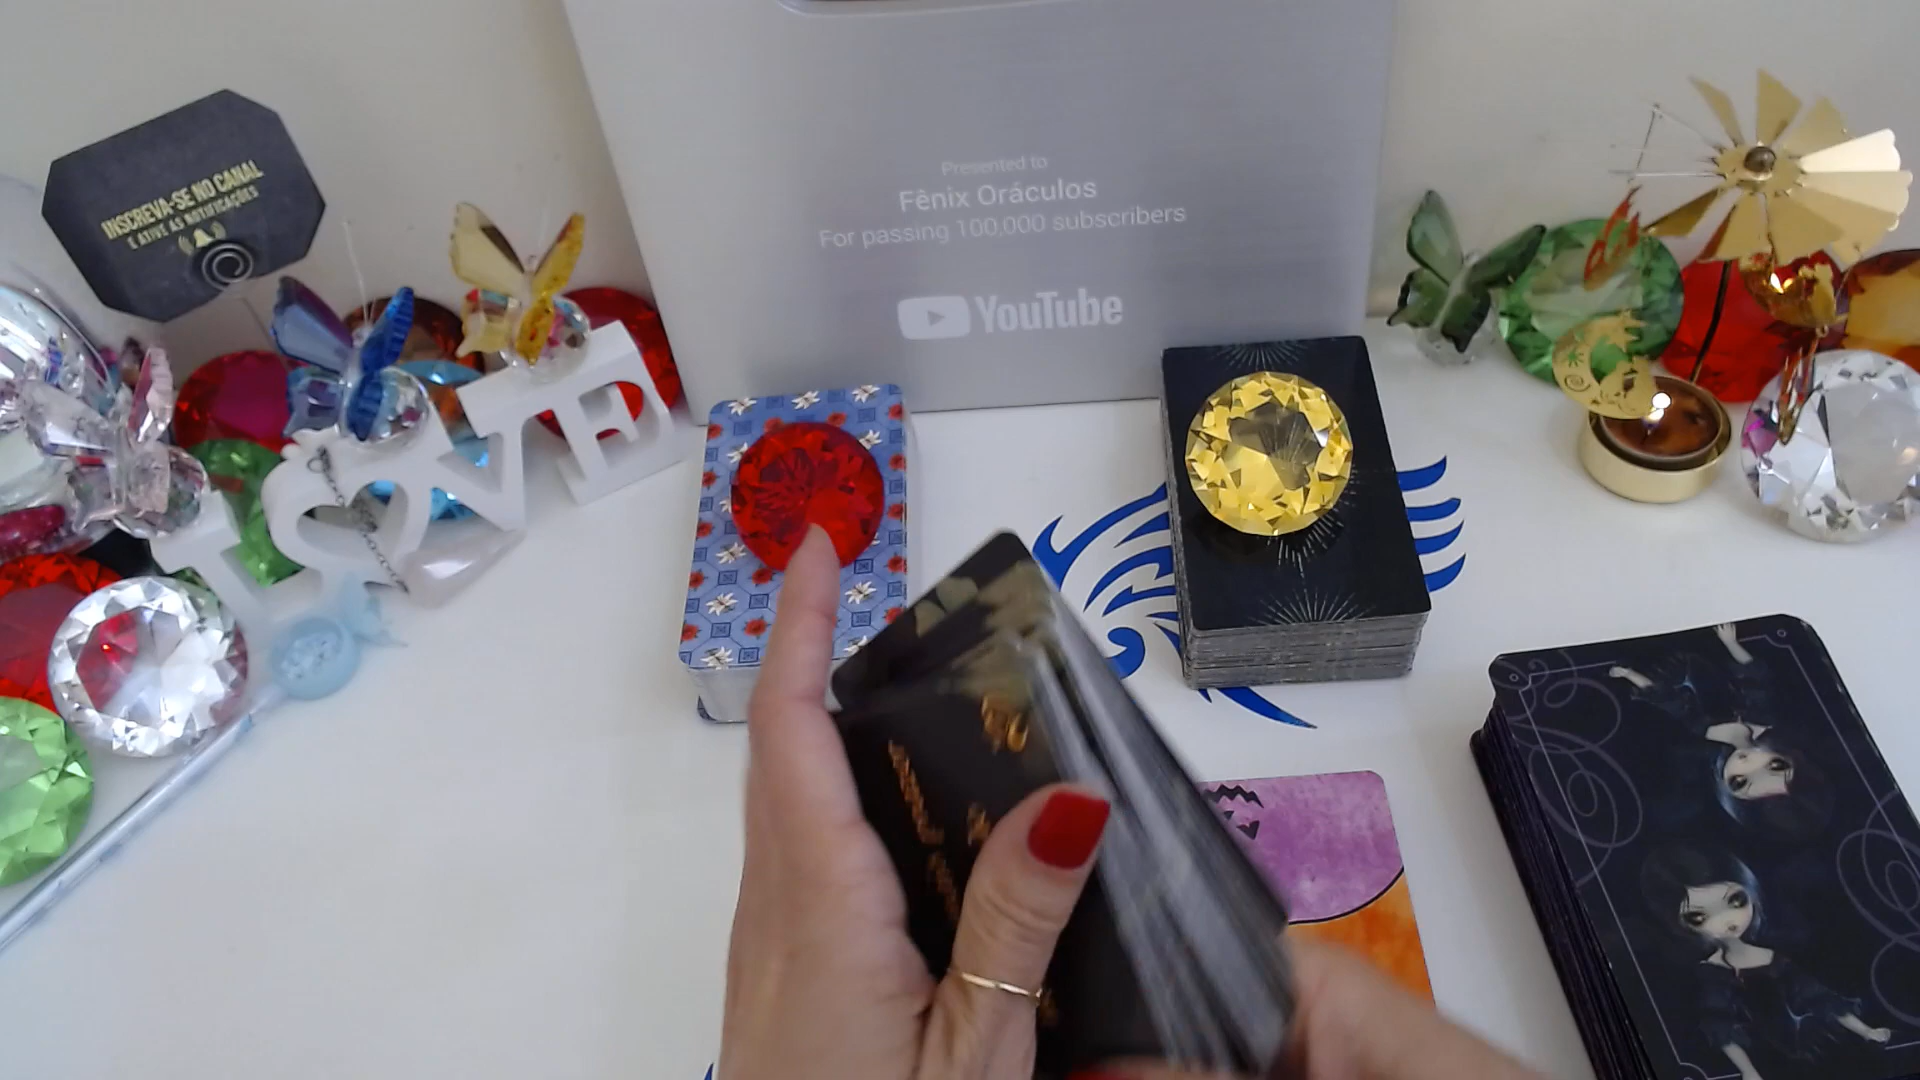 INSCREVA-SE NO CANAL
E ATIVE AS NOTIFICAÇÕES
Presented to
Fênix Oráculos
For passing 100,000 subscribers
YouTube
LOVE